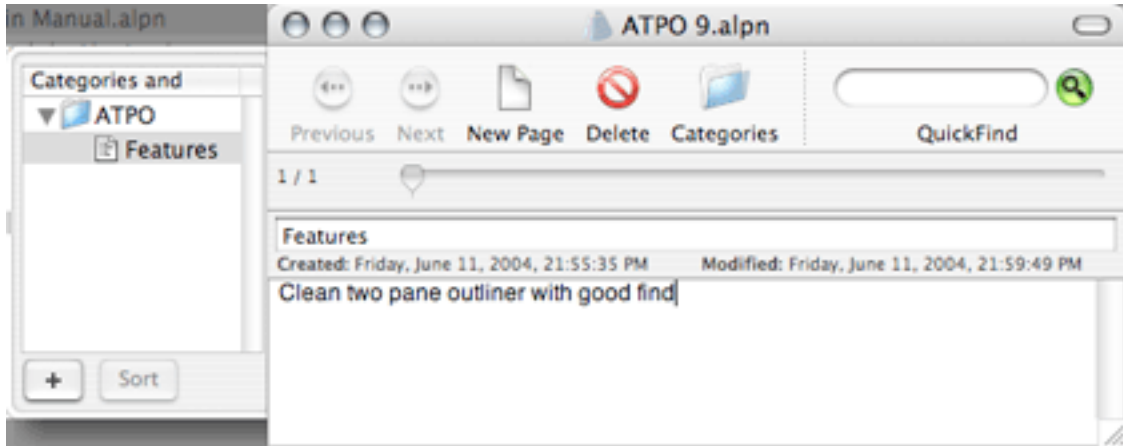 in Manual.alpn
Categories and
ATPO
Features
+
Sort
ATPO 9.alpn
Previous Next New Page Delete Categories QuickFind
1 / 1
Features
Created: Friday, June 11, 2004, 21:55:35 PM Modified: Friday, June 11, 2004, 21:59:49 PM
Clean two pane outliner with good find